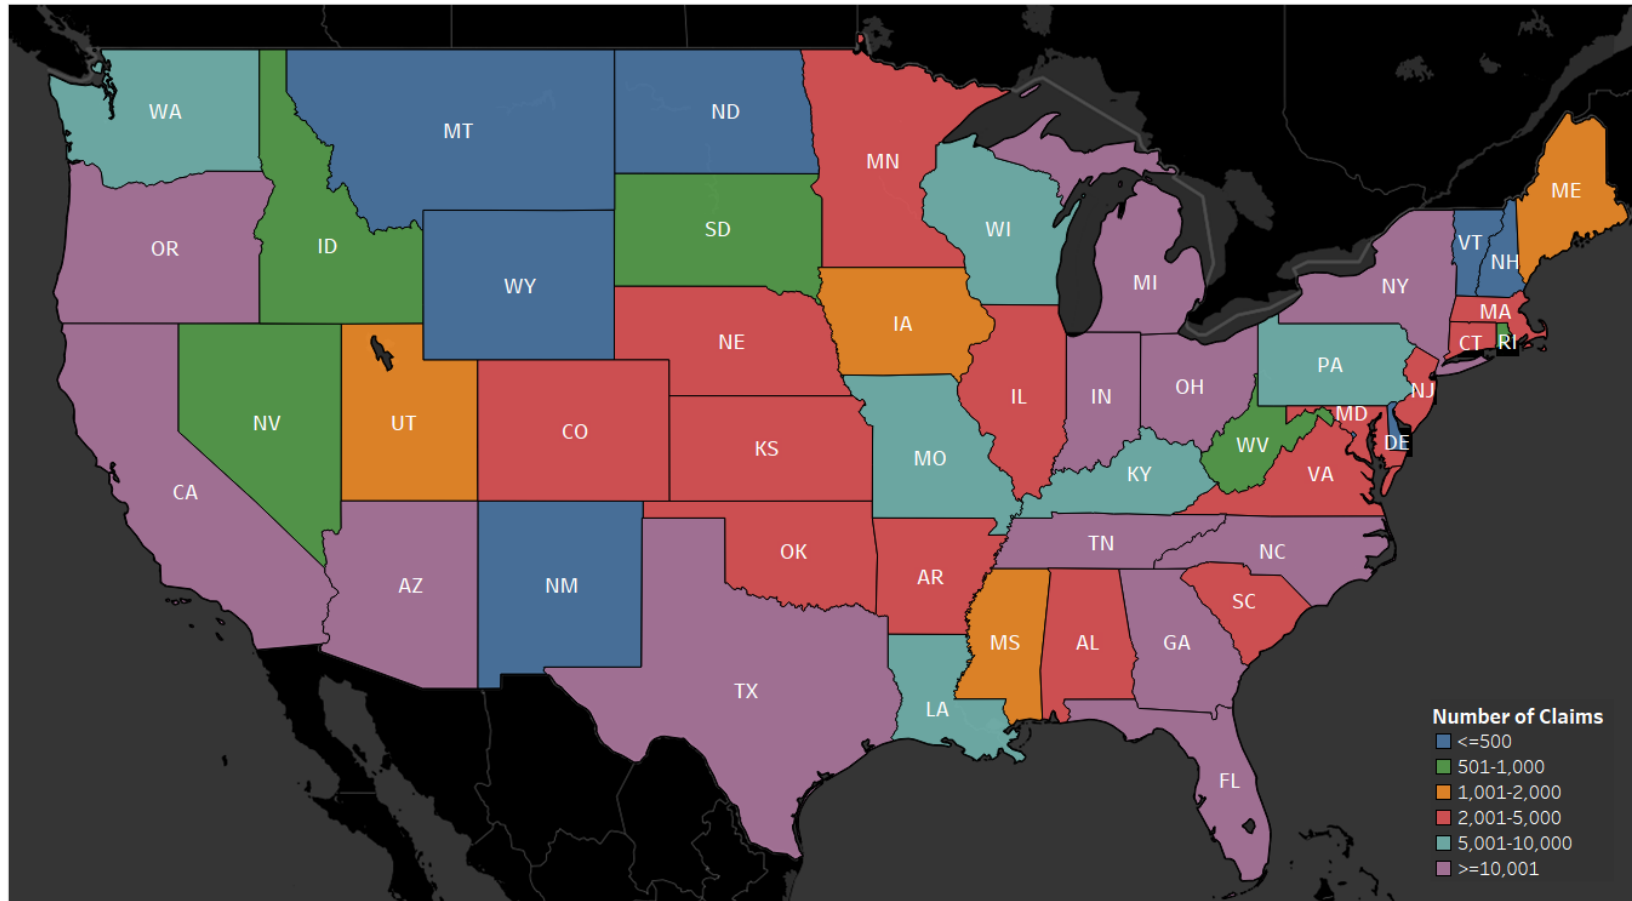 WA
MT
ND
MN
ME
OR
ID
SD
WI
VT
NH
WY
MI
NY
IA
MA
NE
CT
RI
PA
NV
UT
CO
IL
IN
OH
NJ
MD
KS
MO
WV
DE
CA
KY
VA
OK
TN
NC
AZ
NM
AR
SC
MS
AL
GA
TX
LA
FL
Number of Claims
<=500
501-1,000
1,001-2,000
2,001-5,000
5,001-10,000
>=10,001